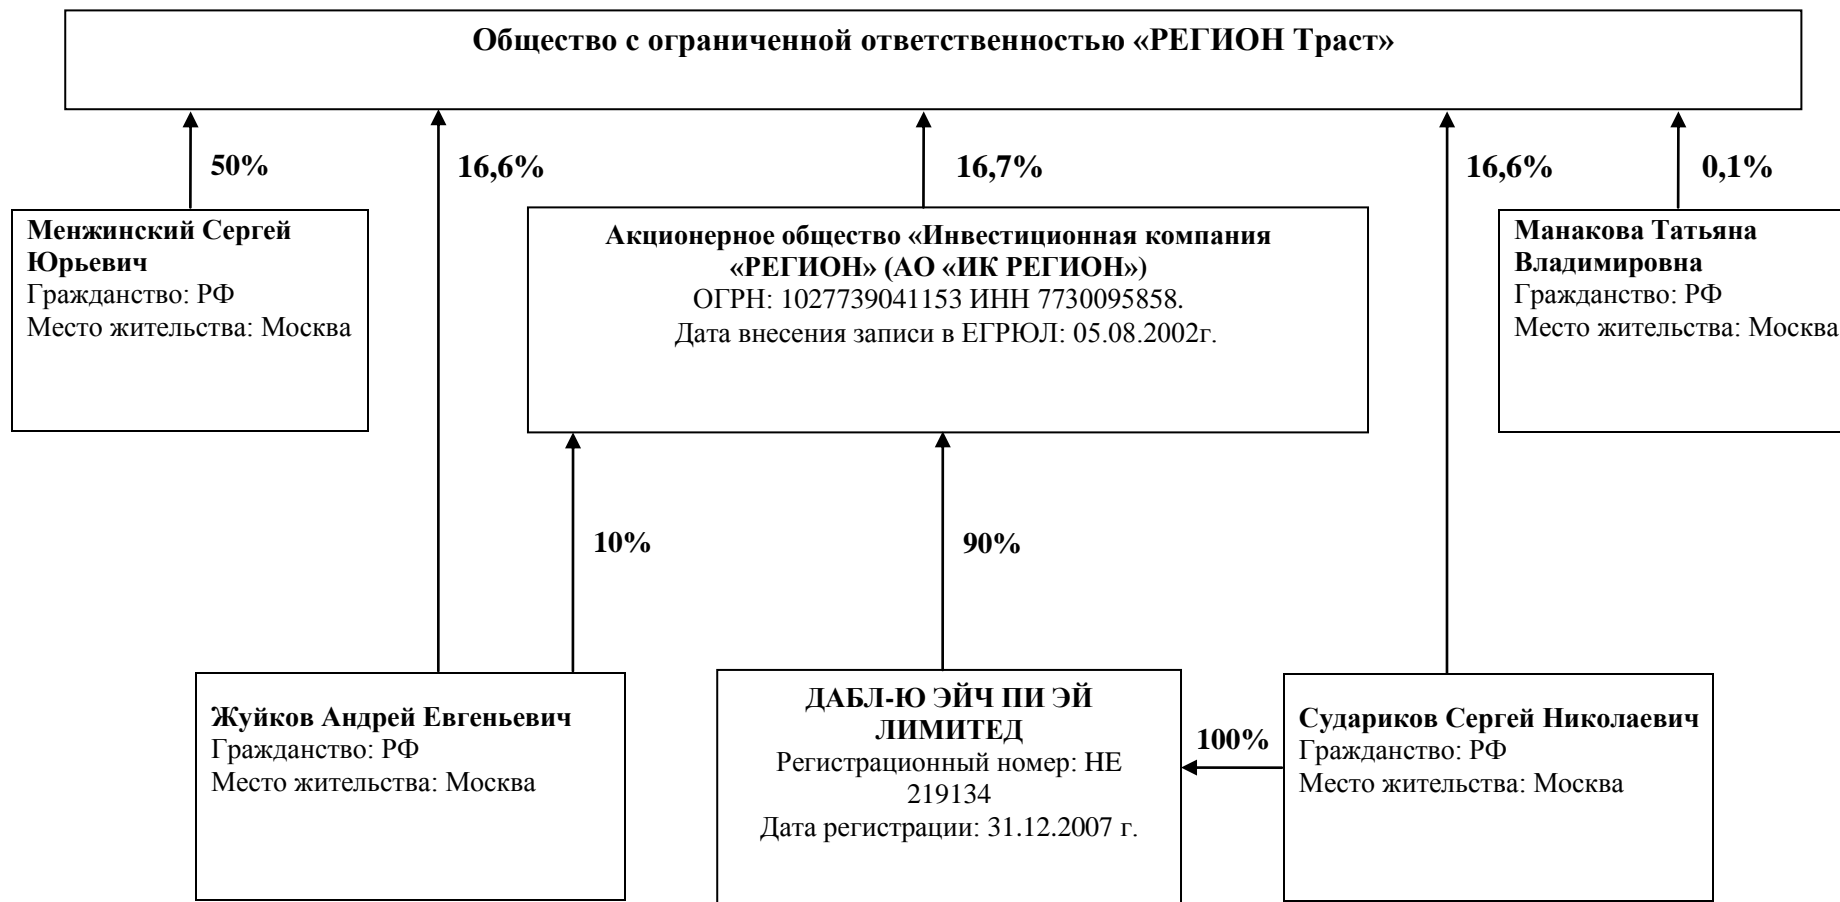 Общество с ограниченной ответственностью «РЕГИОН Траст»
50%
16,6%
16,7%
16,6%
0,1%
Менжинский Сергей
Юрьевич
Гражданство: РФ
Место жительства: Москва
Акционерное общество «Инвестиционная компания
«РЕГИОН» (АО «ИК РЕГИОН»)
ОГРН: 1027739041153 ИНН 7730095858.
Дата внесения записи в ЕГРЮЛ: 05.08.2002г.
Манакова Татьяна
Владимировна
Гражданство: РФ
Место жительства: Москва
10%
90%
Жуйков Андрей Евгеньевич
Гражданство: РФ
Место жительства: Москва
ДАБЛ-Ю ЭЙЧ ПИ ЭЙ
ЛИМИТЕД
Регистрационный номер: НЕ
219134
Дата регистрации: 31.12.2007 г.
100%
Судариков Сергей Николаевич
Гражданство: РФ
Место жительства: Москва